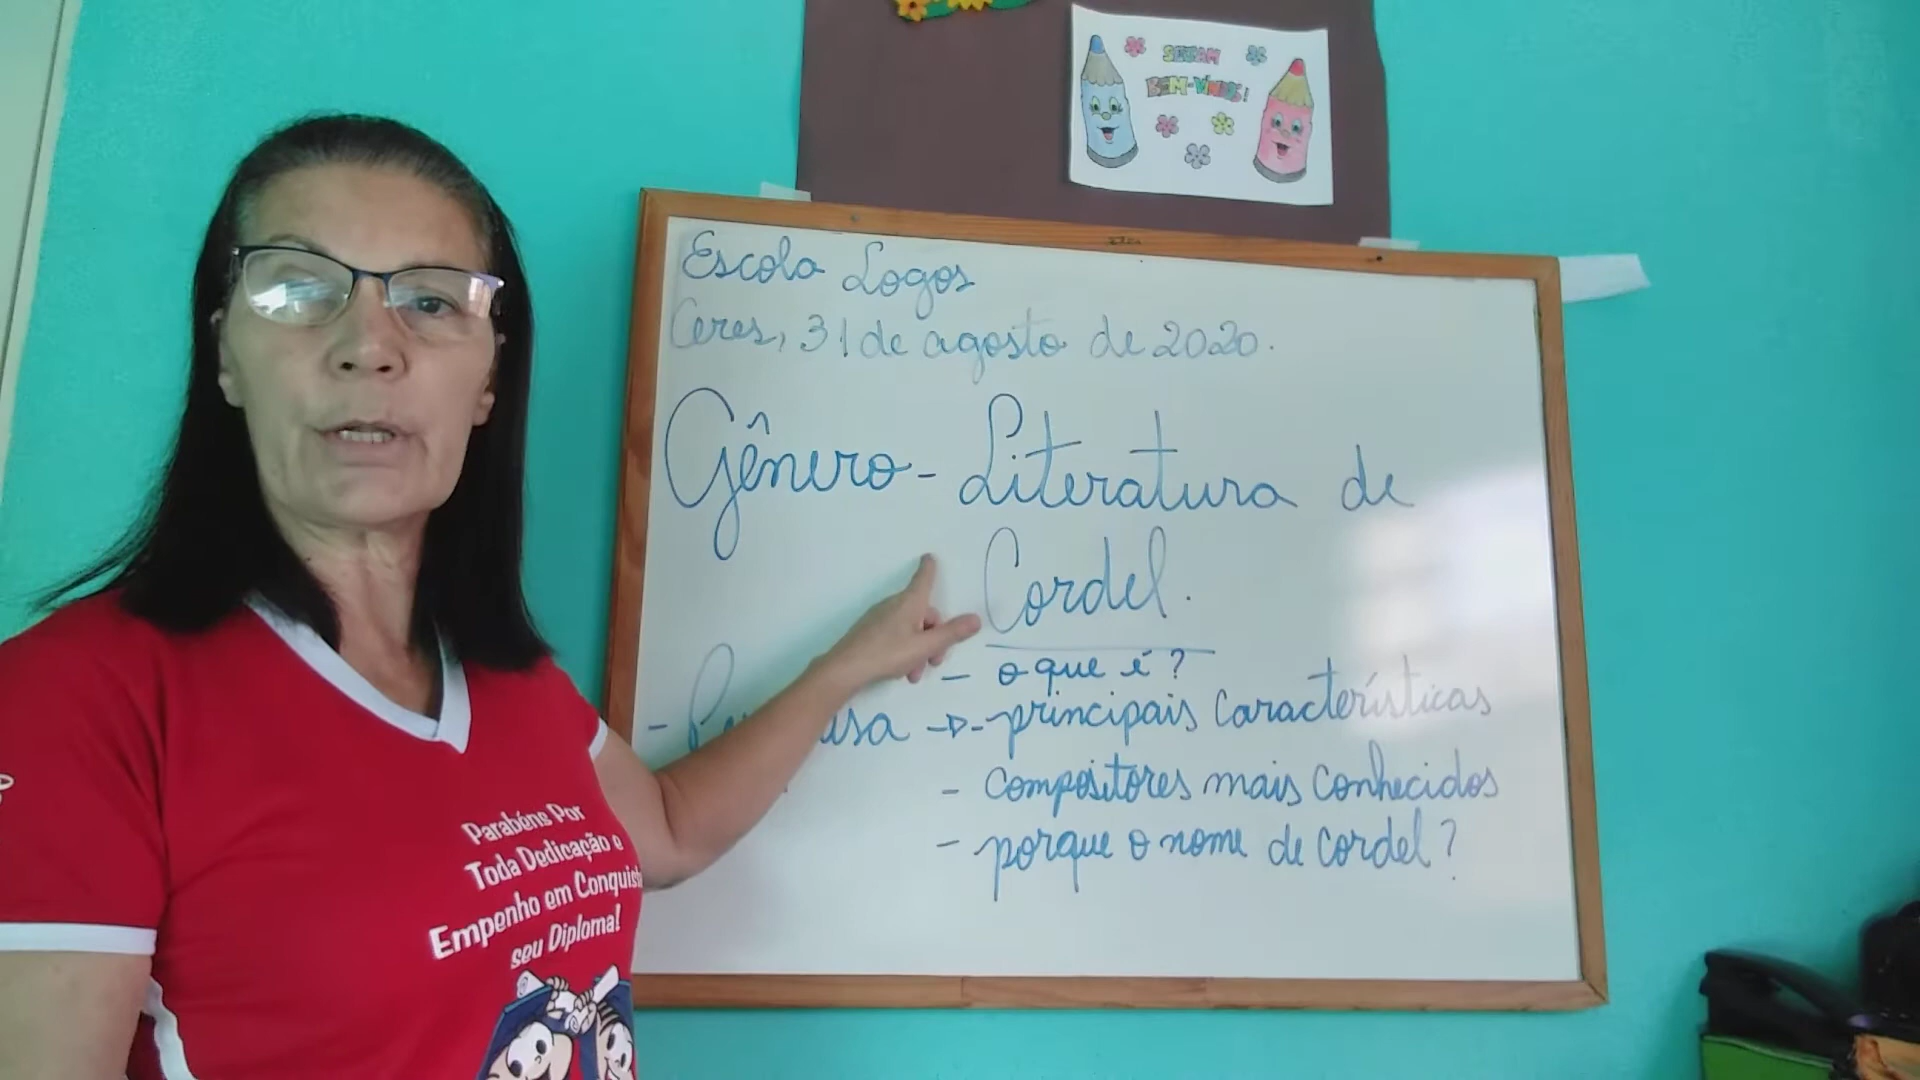 SEJAM
BEM-VINDOS!
Escola Logos
Ceres, 31 de agosto de 2020.
Gênero - Literatura de
Cordel.
- o que é?
- principais características
- compositores mais conhecidos
- porque o nome de cordel?
Parabéns Por
Toda Dedicação e
Empenho em
seu Diploma!